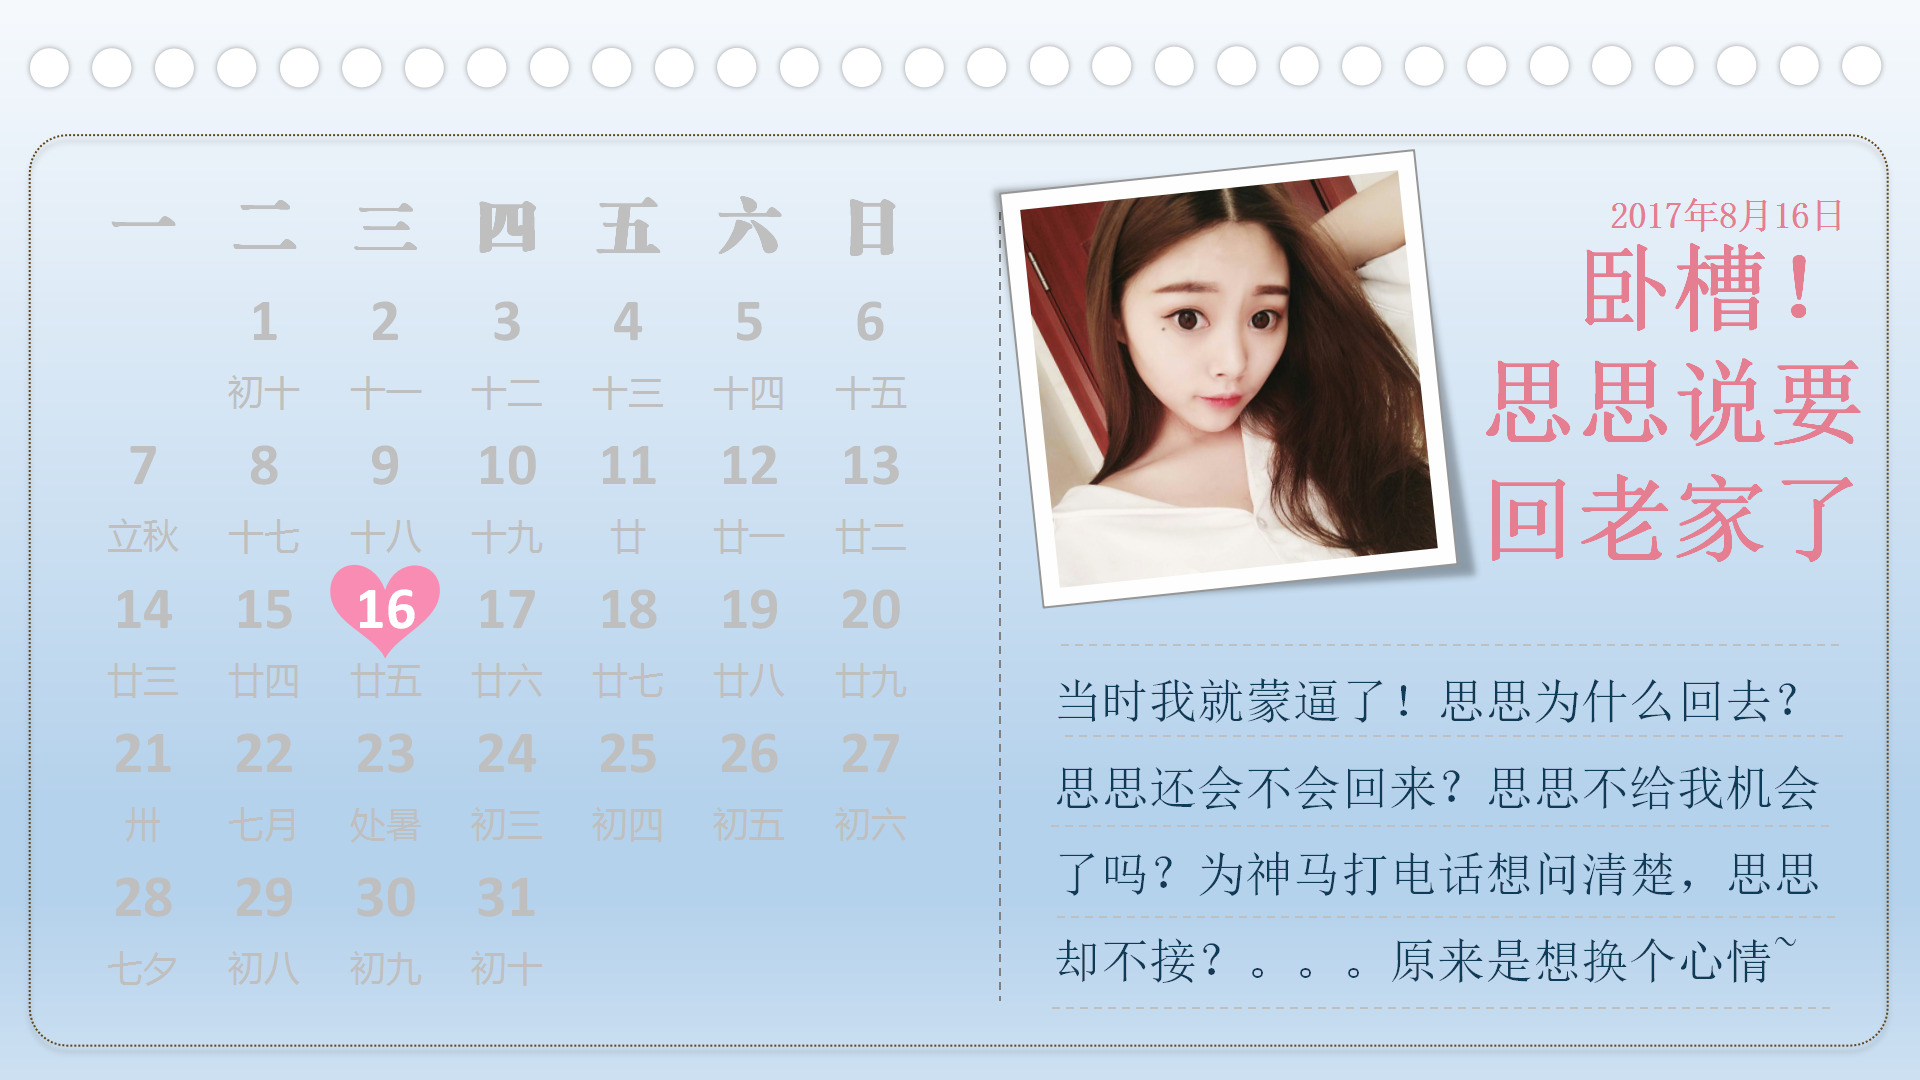 一 二 三 四 五 六 日
1 2 3 4 5 6
初十 十一 十二 十三 十四 十五
7 8 9 10 11 12 13
立秋 十七 十八 十九 廿 廿一 廿二
14 15 16 17 18 19 20
廿三 廿四 廿五 廿六 廿七 廿八 廿九
21 22 23 24 25 26 27
卅 七月 处暑 初三 初四 初五 初六
28 29 30 31
七夕 初八 初九 初十
2017年8月16日
卧槽！
思思说要
回老家了
当时我就蒙逼了！思思为什么回去？
思思还会不会回来？思思不给我机会
了吗？为神马打电话想问清楚，思思
却不接？。。。原来是想换个心情~